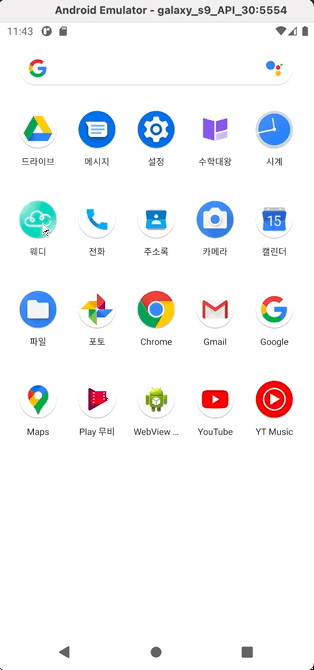 Android Emulator - galaxy_s9_API_30:5554
11:43
드라이브 메시지 설정 수학대왕 시계
웨디 전화 주소록 카메라 캘린더
15
파일 포토 Chrome Gmail Google
Maps Play 무비 WebView ... YouTube YT Music